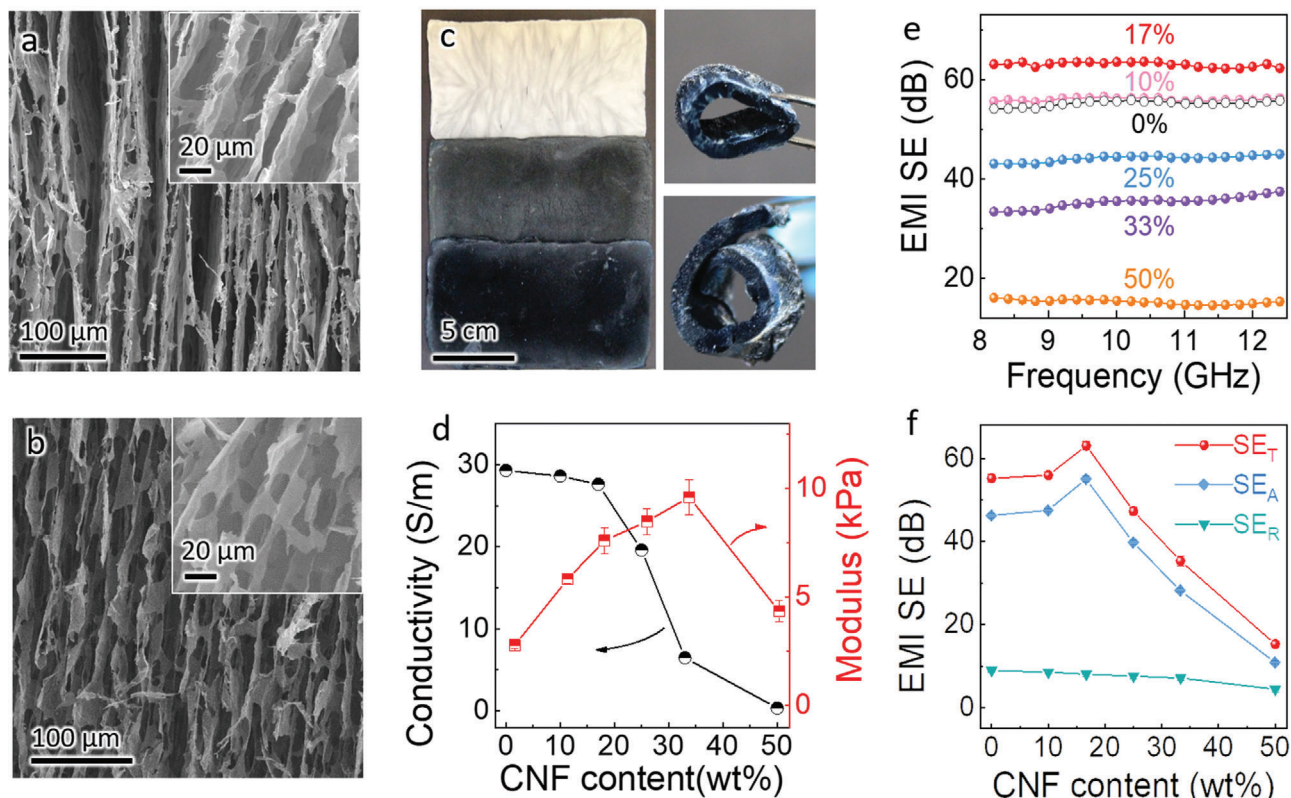 a
20 µm
100 µm
b
20 µm
100 µm
c
5 cm
d
Conductivity (S/m)
30
20
10
0
Modulus (kPa)
10
5
0
0 10 20 30 40 50
CNF content(wt%)
e
EMI SE (dB)
60
40
20
17%
10%
0%
25%
33%
50%
8 9 10 11 12
Frequency (GHz)
f
EMI SE (dB)
60
40
20
0
SE_T
SE_A
SE_R
0 10 20 30 40 50
CNF content (wt%)